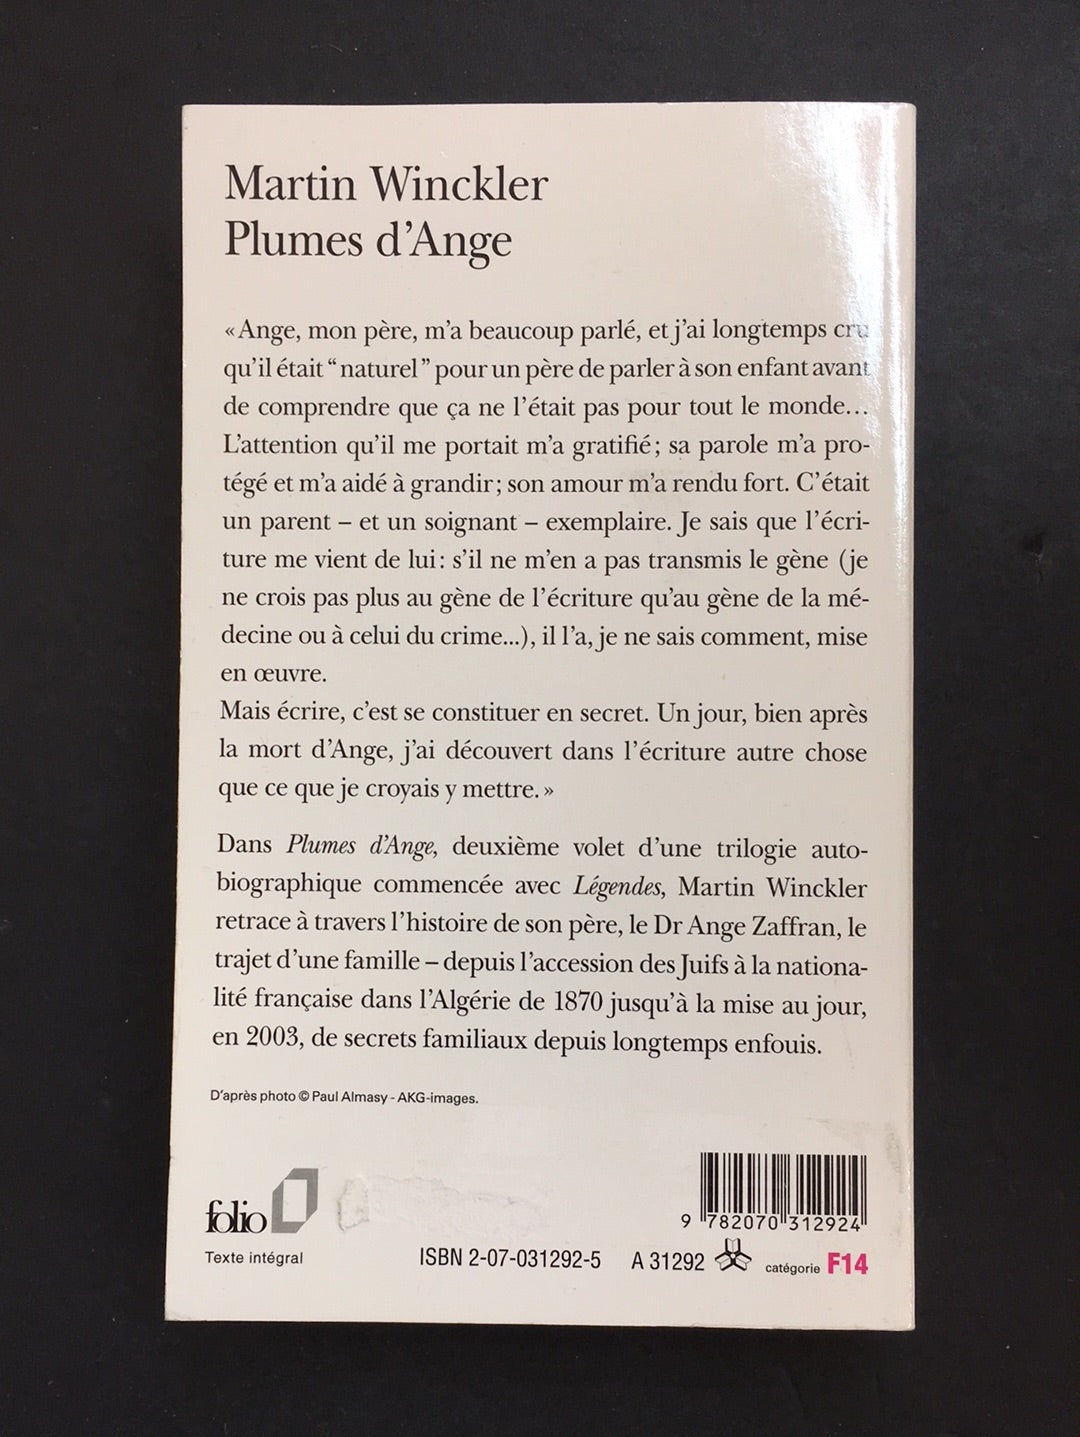 Martin Winckler
Plumes d'Ange
« Ange, mon père, m'a beaucoup parlé, et j'ai longtemps cru
qu'il était “ naturel ” pour un père de parler à son enfant avant
de comprendre que ça ne l'était pas pour tout le monde…
L'attention qu'il me portait m'a gratifié ; sa parole m'a pro-
tégé et m'a aidé à grandir ; son amour m'a rendu fort. C'était
un parent – et un soignant – exemplaire. Je sais que l'écri-
ture me vient de lui : s'il ne m'en a pas transmis le gène (je
ne crois pas plus au gène de l'écriture qu'au gène de la mé-
decine ou à celui du crime...), il l'a, je ne sais comment, mise
en œuvre.
Mais écrire, c'est se constituer en secret. Un jour, bien après
la mort d'Ange, j'ai découvert dans l'écriture autre chose
que ce que je croyais y mettre. »
Dans Plumes d'Ange, deuxième volet d'une trilogie auto-
biographique commencée avec Légendes, Martin Winckler
retrace à travers l'histoire de son père, le Dr Ange Zaffran, le
trajet d'une famille – depuis l'accession des Juifs à la nationa-
lité française dans l'Algérie de 1870 jusqu'à la mise au jour,
en 2003, de secrets familiaux depuis longtemps enfouis.
D'après photo © Paul Almasy - AKG-images.
folio
Texte intégral
9 782070 312924
ISBN 2-07-031292-5 A 31292 catégorie F14